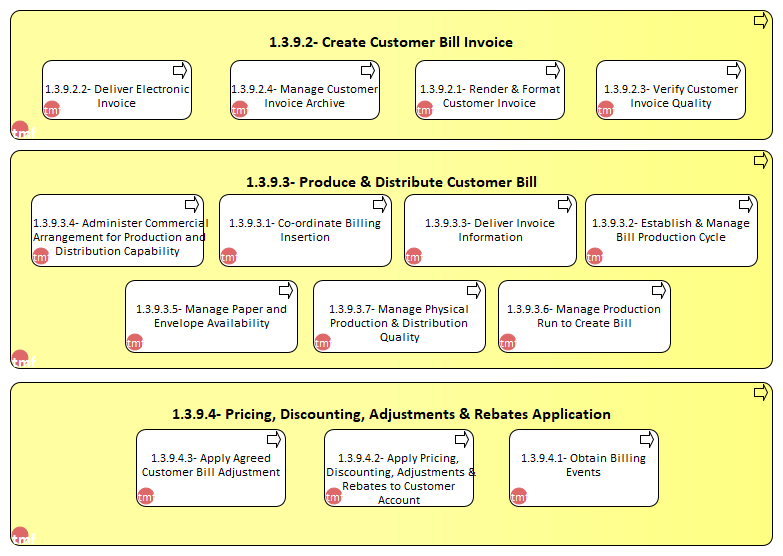 1.3.9.2- Create Customer Bill Invoice
1.3.9.2.2- Deliver Electronic
Invoice
tmf
1.3.9.2.4- Manage Customer
Invoice Archive
tmf
1.3.9.2.1- Render & Format
Customer Invoice
tmf
1.3.9.2.3- Verify Customer
Invoice Quality
tmf
tmf
1.3.9.3- Produce & Distribute Customer Bill
1.3.9.3.4- Administer Commercial
Arrangement for Production and
Distribution Capability
tmf
1.3.9.3.1- Co-ordinate Billing
Insertion
tmf
1.3.9.3.3- Deliver Invoice
Information
tmf
1.3.9.3.2- Establish & Manage
Bill Production Cycle
tmf
1.3.9.3.5- Manage Paper and
Envelope Availability
tmf
1.3.9.3.7- Manage Physical
Production & Distribution
Quality
tmf
1.3.9.3.6- Manage Production
Run to Create Bill
tmf
tmf
1.3.9.4- Pricing, Discounting, Adjustments & Rebates Application
1.3.9.4.3- Apply Agreed
Customer Bill Adjustment
tmf
1.3.9.4.2- Apply Pricing,
Discounting, Adjustments &
Rebates to Customer
Account
tmf
1.3.9.4.1- Obtain Billing
Events
tmf
tmf